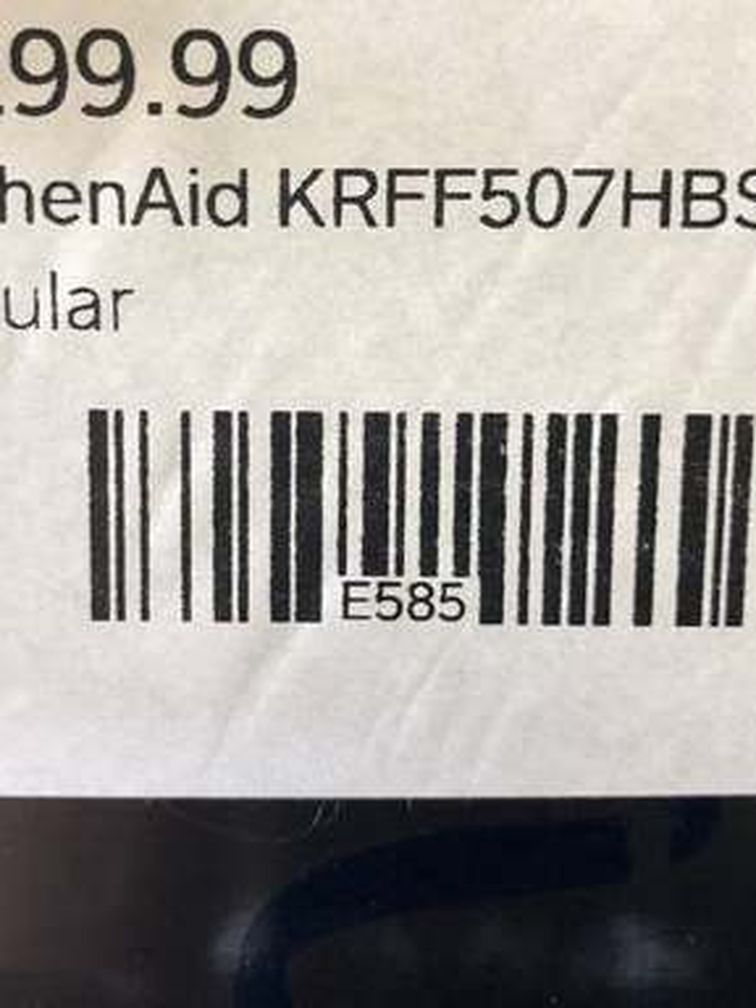 99.99
henAid KRFF507HBS
ular
E585